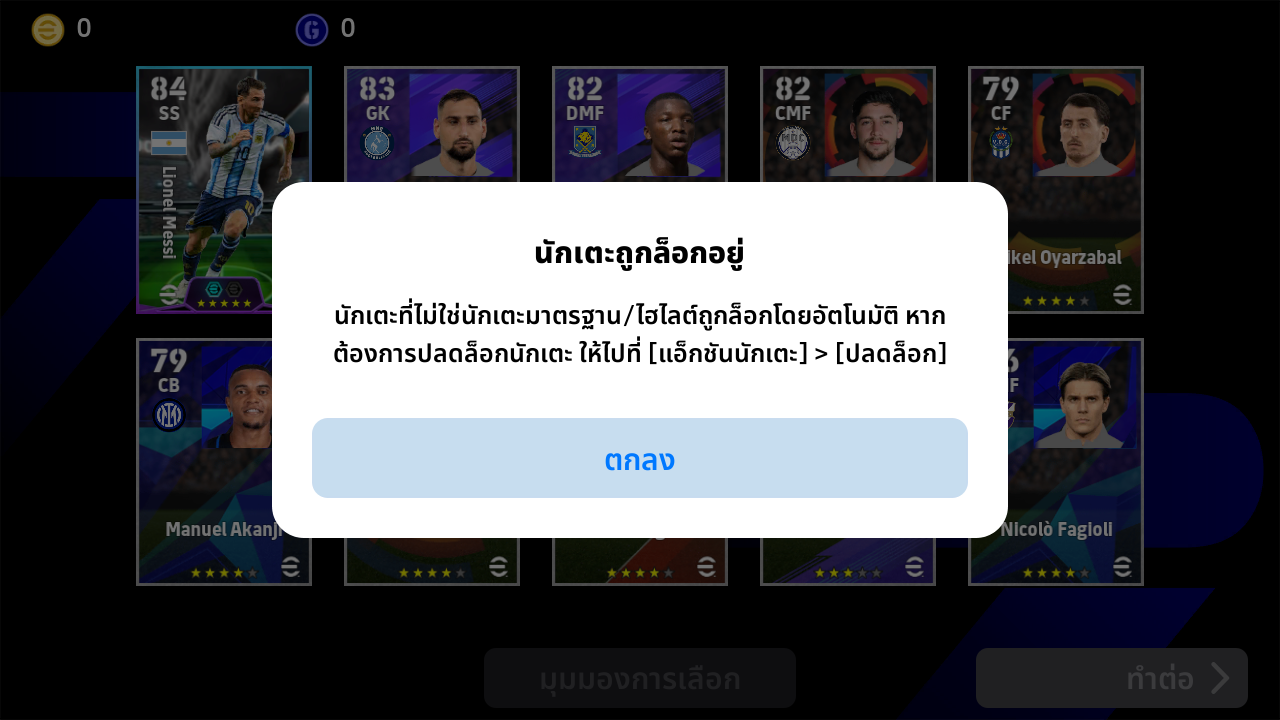 0
0
84
SS
Lionel Messi
83
GK
82
DMF
82
CMF
79
CF
kel Oyarzabal
นักเตะถูกล็อกอยู่
นักเตะที่ไม่ใช่นักเตะมาตรฐาน/ไฮไลต์ถูกล็อกโดยอัตโนมัติ หาก
ต้องการปลดล็อกนักเตะ ให้ไปที่ [แอ็กชันนักเตะ] > [ปลดล็อก]
ตกลง
79
CB
Manuel Akanji
F
Nicolò Fagioli
มุมมองการเลือก
ทำต่อ